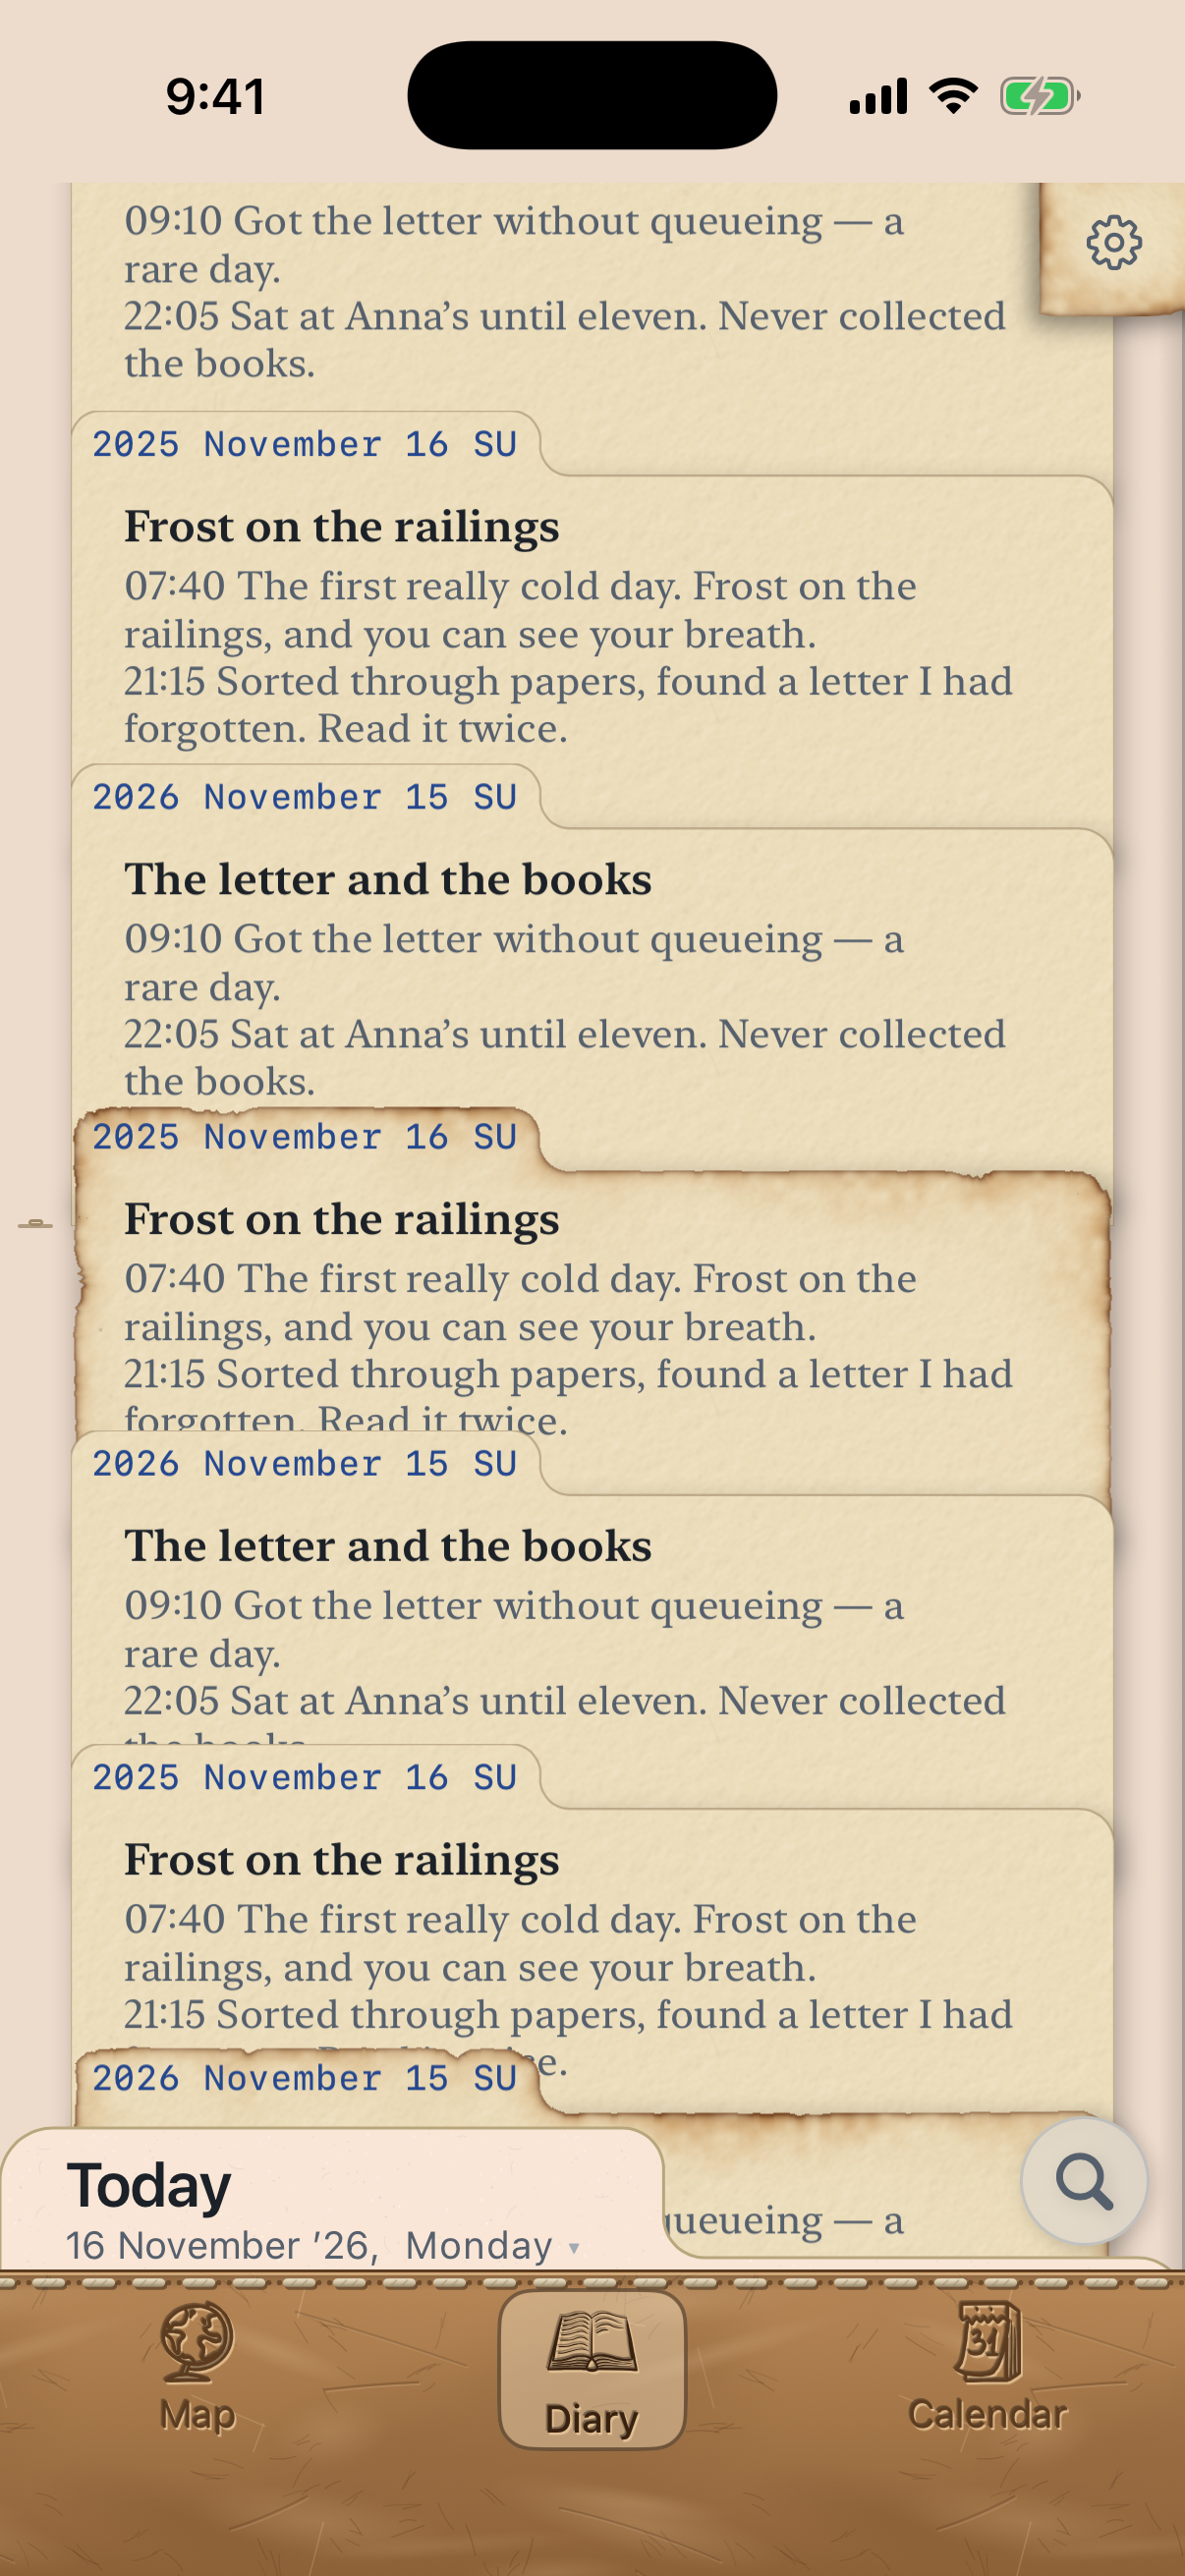 9:41
09:10 Got the letter without queueing — a
rare day.
22:05 Sat at Anna’s until eleven. Never collected
the books.
2025 November 16 SU
Frost on the railings
07:40 The first really cold day. Frost on the
railings, and you can see your breath.
21:15 Sorted through papers, found a letter I had
forgotten. Read it twice.
2026 November 15 SU
The letter and the books
09:10 Got the letter without queueing — a
rare day.
22:05 Sat at Anna’s until eleven. Never collected
the books.
2025 November 16 SU
Frost on the railings
07:40 The first really cold day. Frost on the
railings, and you can see your breath.
21:15 Sorted through papers, found a letter I had
forgotten. Read it twice.
2026 November 15 SU
The letter and the books
09:10 Got the letter without queueing — a
rare day.
22:05 Sat at Anna’s until eleven. Never collected
the books.
2025 November 16 SU
Frost on the railings
07:40 The first really cold day. Frost on the
railings, and you can see your breath.
21:15 Sorted through papers, found a letter I had
2026 November 15 SU
queueing — a
Today
16 November ’26, Monday
31
Map
Diary
Calendar